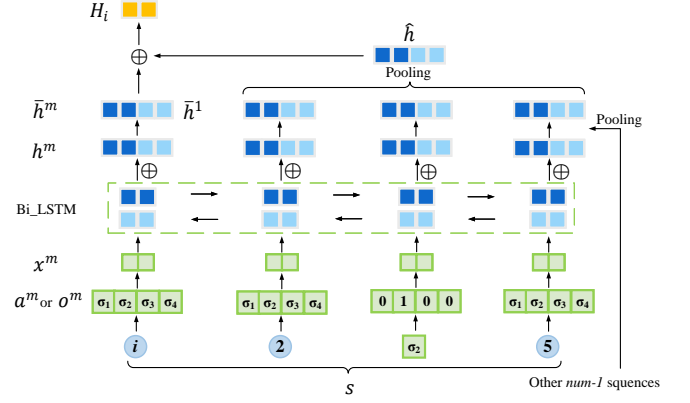 H_i
ĥ
Pooling
h̄^m h̄^1
Pooling
h^m
Bi_LSTM
x^m
a^m or o^m σ₁ σ₂ σ₃ σ₄ σ₁ σ₂ σ₃ σ₄ 0 1 0 0 σ₁ σ₂ σ₃ σ₄
i 2 σ₂ 5
s
Other num-1 squences